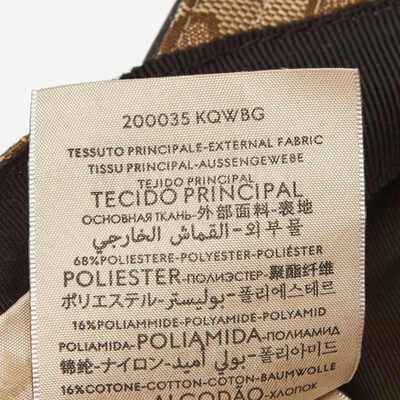 200035 KQWBG
TESSUTO PRINCIPALE-EXTERNAL FABRIC
TISSU PRINCIPAL-AUSSENGEWEBE
TEJIDO PRINCIPAL
TECIDO PRINCIPAL
ОСНОВНАЯ ТКАНЬ-外部面料-表地
외부물-القماش الخارجي
68%POLIESTERE-POLYESTER-POLIÉSTER
POLIESTER-ПОЛИЭСТЕР-聚酯纤维
ポリエステル-بوليستر-폴리에스테르
16%POLIAMMIDE-POLYAMIDE-POLYAMID
POLIAMIDA-POLIAMIDA-ПОЛИАМИД
锦纶-ナイロン-بولي أميد-폴리아미드
16%COTONE-COTTON-COTON-BAUMWOLLE
ALGODÃO-ХЛОПОК